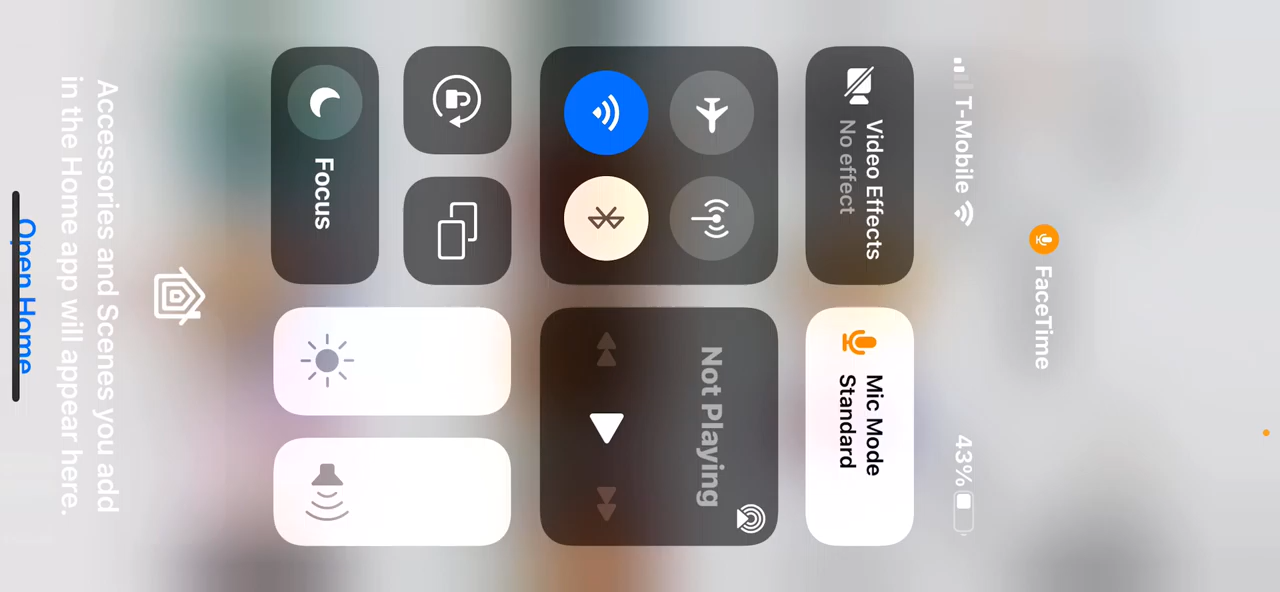 FaceTime
T-Mobile
43%
Video Effects
No effect
Mic Mode
Standard
Not Playing
Focus
Accessories and Scenes you add
in the Home app will appear here.
Open Home